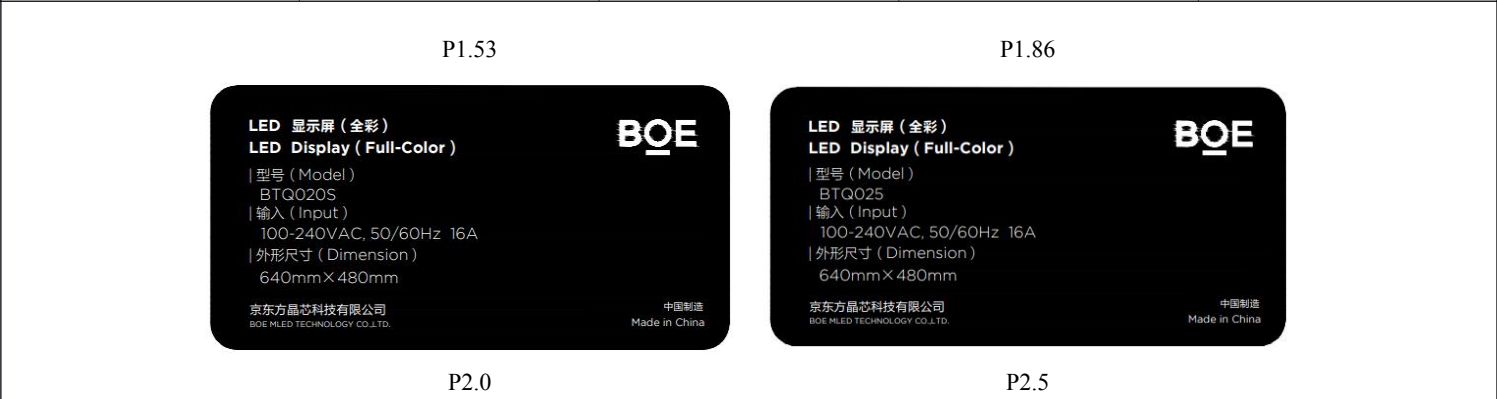 P1.53
P1.86
LED 显示屏（全彩）
LED Display ( Full-Color )
BOE
| 型号 ( Model )
BTQ020S
| 输入 ( Input )
100-240VAC, 50/60Hz 16A
| 外形尺寸 ( Dimension )
640mm×480mm
京东方晶芯科技有限公司
BOE MLED TECHNOLOGY CO.,LTD.
中国制造
Made in China
LED 显示屏（全彩）
LED Display ( Full-Color )
BOE
| 型号 ( Model )
BTQ025
| 输入 ( Input )
100-240VAC, 50/60Hz 16A
| 外形尺寸 ( Dimension )
640mm×480mm
京东方晶芯科技有限公司
BOE MLED TECHNOLOGY CO.,LTD.
中国制造
Made in China
P2.0
P2.5